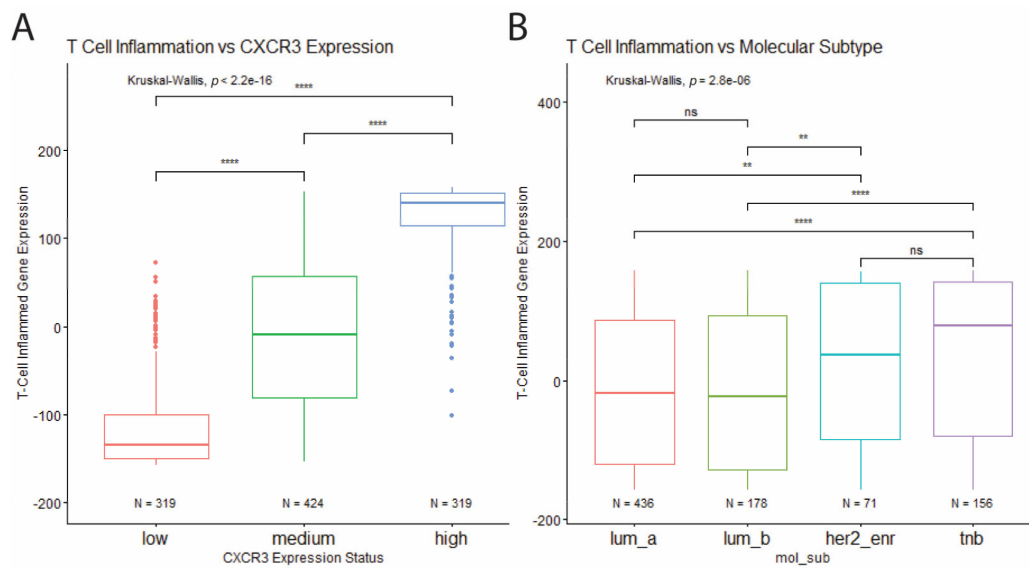 A
T Cell Inflammation vs CXCR3 Expression
Kruskal-Wallis, p < 2.2e-16
****
****
****
200
100
0
-100
-200
T-Cell Inflammed Gene Expression
N = 319
N = 424
N = 319
low
medium
high
CXCR3 Expression Status
B
T Cell Inflammation vs Molecular Subtype
Kruskal-Wallis, p = 2.8e-06
ns
**
**
****
****
ns
400
200
0
-200
T-Cell Inflammed Gene Expression
N = 436
N = 178
N = 71
N = 156
lum_a
lum_b
her2_enr
tnb
mol_sub